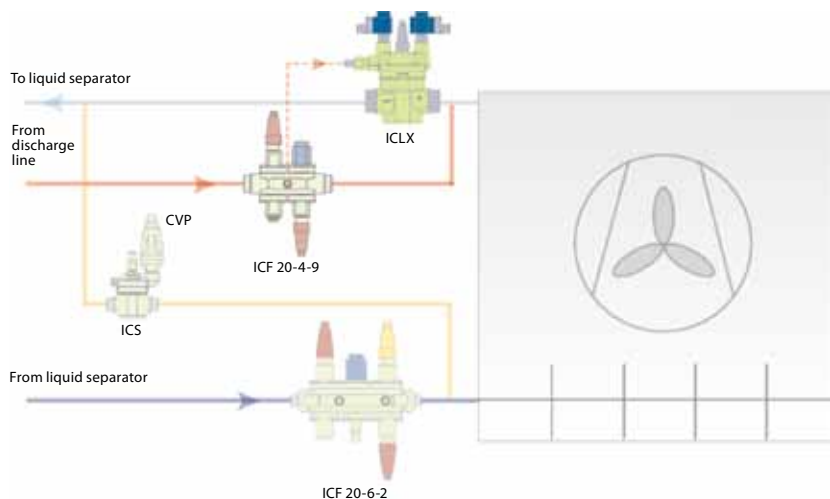 To liquid separator
From
discharge
line
ICLX
CVP
ICF 20-4-9
ICS
From liquid separator
ICF 20-6-2